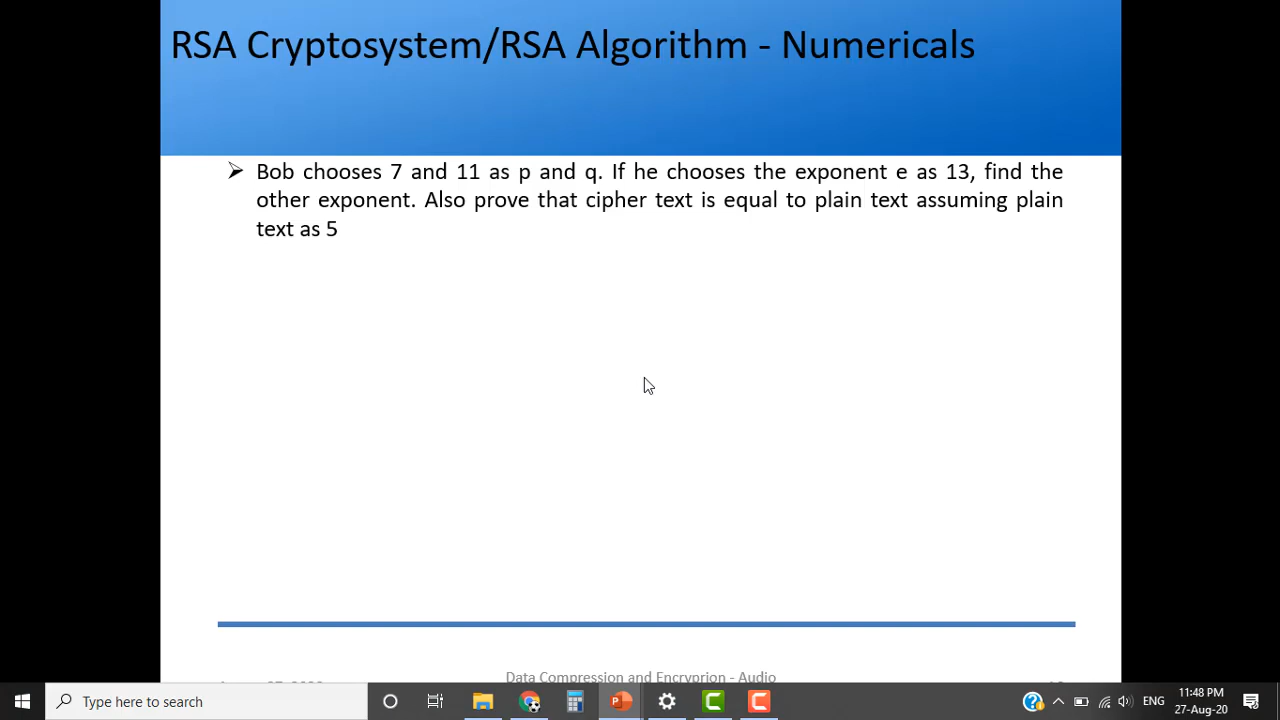 RSA Cryptosystem/RSA Algorithm - Numericals
Bob chooses 7 and 11 as p and q. If he chooses the exponent e as 13, find the
other exponent. Also prove that cipher text is equal to plain text assuming plain
text as 5
Data Compression and Encryprion - Audio
Type here to search
ENG
11:48 PM
27-Aug-20